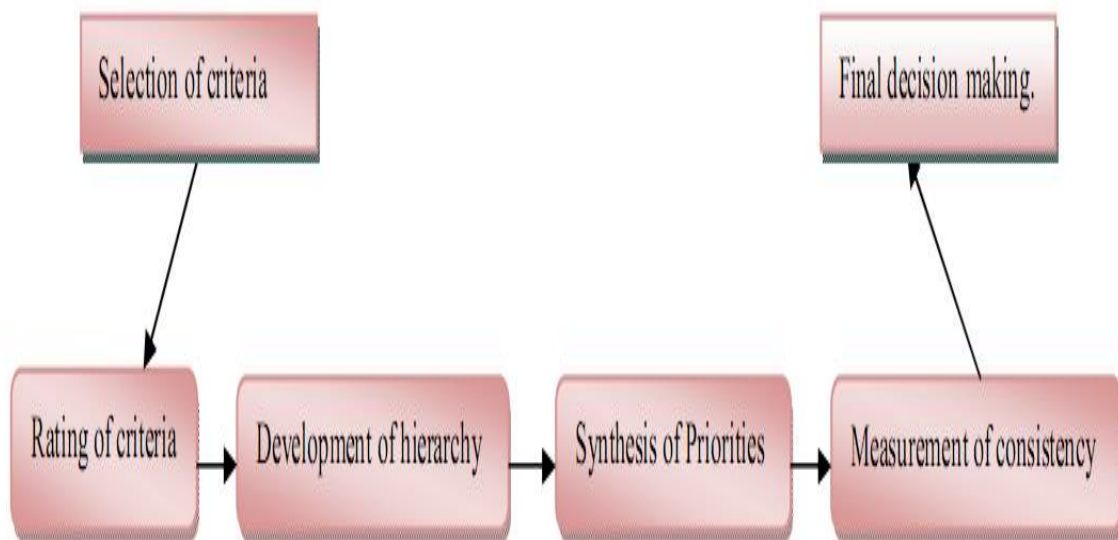 Selection of criteria
Rating of criteria
Development of hierarchy
Synthesis of Priorities
Measurement of consistency
Final decision making.